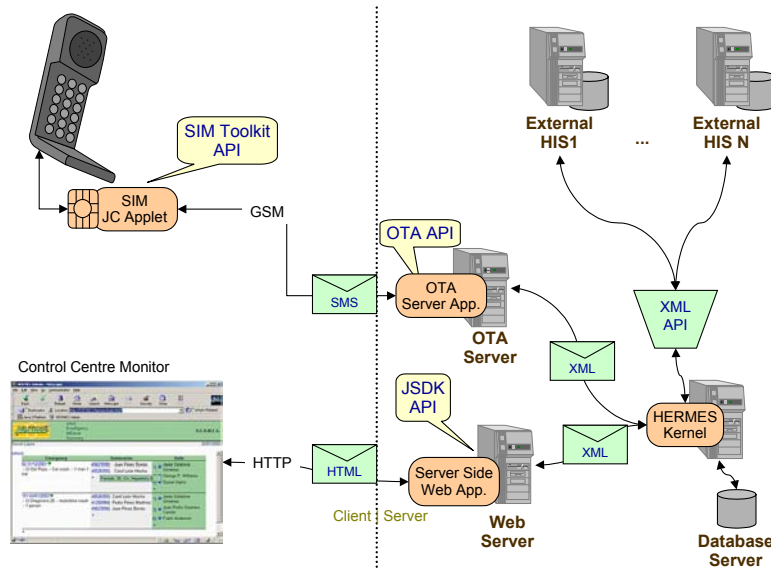 SIM Toolkit
API
External
HIS1
...
External
HIS N
SIM
JC Applet
GSM
OTA API
SMS
OTA
Server App.
OTA
Server
XML
API
XML
Control Centre Monitor
JSDK
API
HERMES
Kernel
XML
HTTP
HTML
Server Side
Web App.
Client
Server
Web
Server
Database
Server